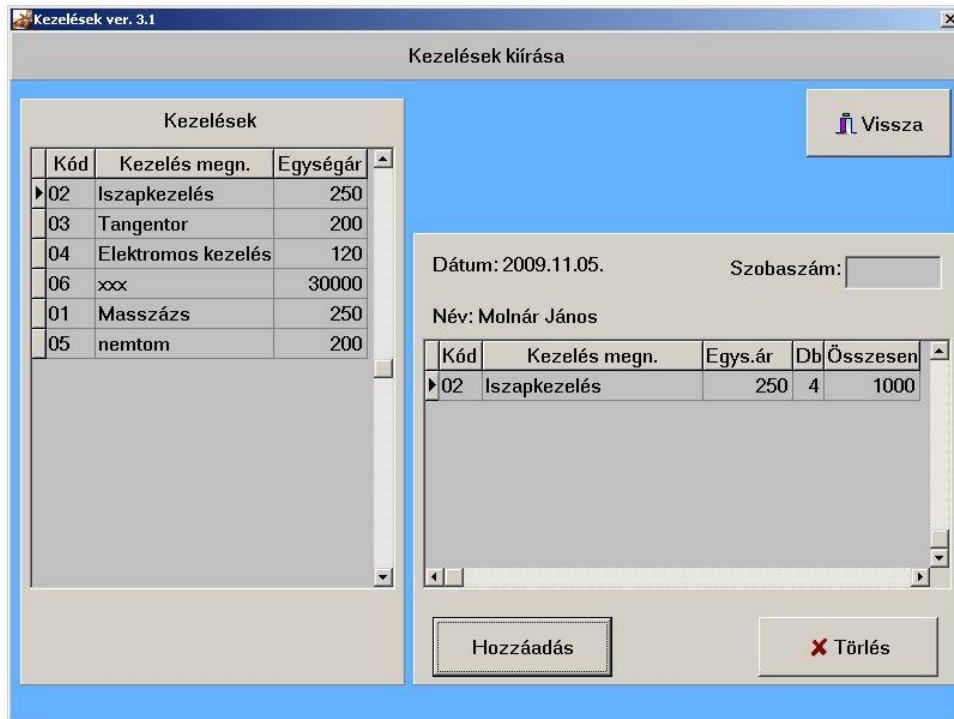 Kezelések ver. 3.1
Kezelések kiírása
Vissza
Kezelések
Kód Kezelés megn. Egységár
02 Iszapkezelés 250
03 Tangentor 200
04 Elektromos kezelés 120
06 xxx 30000
01 Masszázs 250
05 nemtom 200
Dátum: 2009.11.05. Szobaszám:
Név: Molnár János
Kód Kezelés megn. Egys.ár Db Összesen
02 Iszapkezelés 250 4 1000
Hozzáadás Törlés